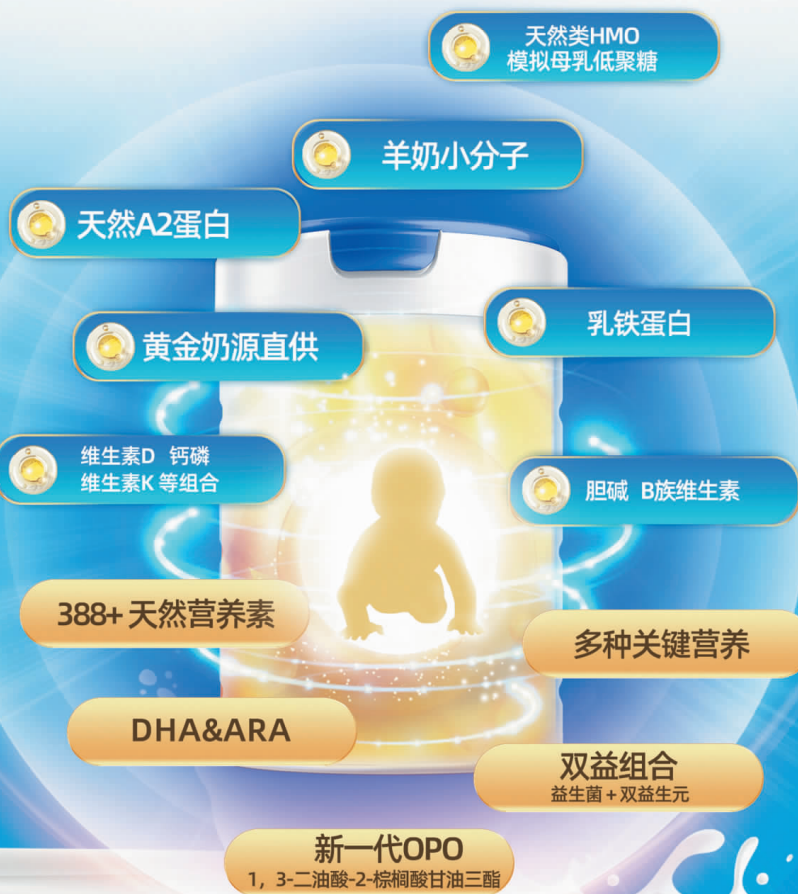 天然类HMO
模拟母乳低聚糖
羊奶小分子
天然A2蛋白
乳铁蛋白
黄金奶源直供
维生素D 钙磷
维生素K 等组合
胆碱 B族维生素
388+ 天然营养素
多种关键营养
DHA&ARA
双益组合
益生菌+双益生元
新一代OPO
1，3-二油酸-2-棕榈酸甘油三酯